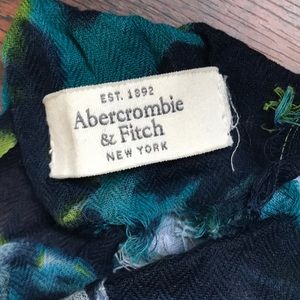 EST. 1892
Abercrombie
& Fitch
NEW YORK